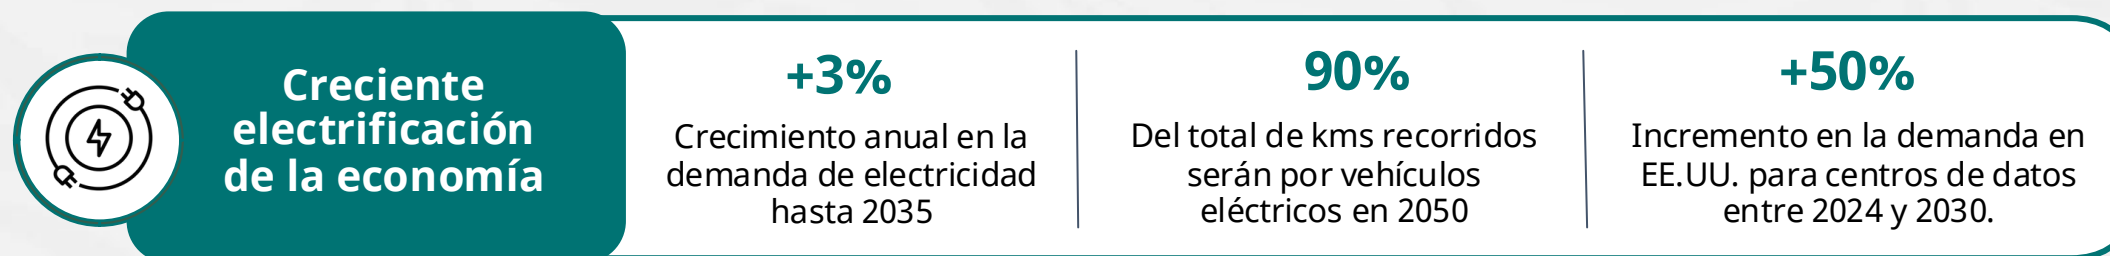 Creciente
electrificación
de la economía
+3%
Crecimiento anual en la
demanda de electricidad
hasta 2035
90%
Del total de kms recorridos
serán por vehículos
eléctricos en 2050
+50%
Incremento en la demanda en
EE.UU. para centros de datos
entre 2024 y 2030.